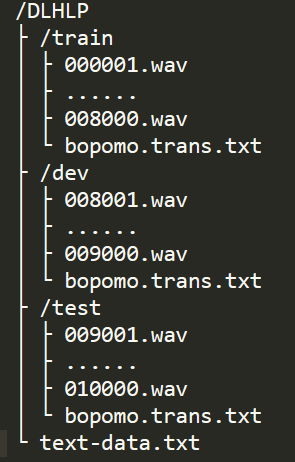 /DLHLP
├ /train
│ ├ 000001.wav
│ ├ ......
│ ├ 008000.wav
│ └ bopomo.trans.txt
├ /dev
│ ├ 008001.wav
│ ├ ......
│ ├ 009000.wav
│ └ bopomo.trans.txt
├ /test
│ ├ 009001.wav
│ ├ ......
│ ├ 010000.wav
│ └ bopomo.trans.txt
└ text-data.txt